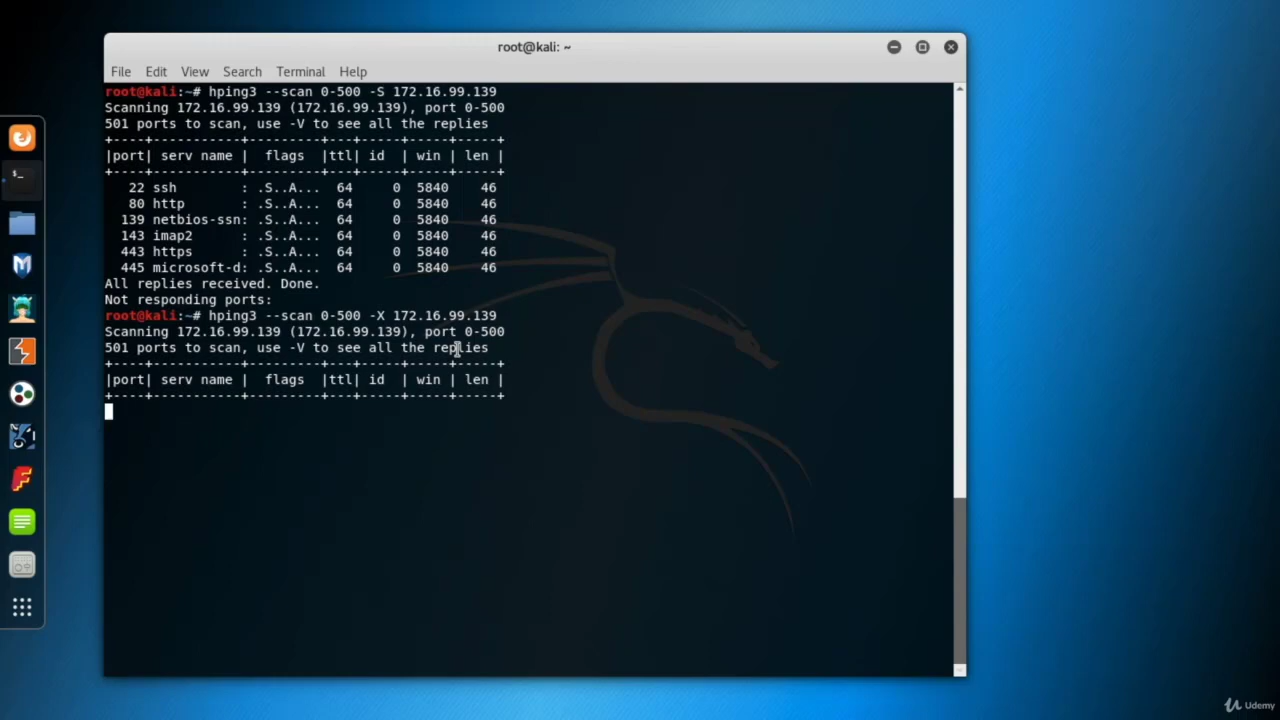 root@kali: ~
File Edit View Search Terminal Help
root@kali:~# hping3 --scan 0-500 -S 172.16.99.139
Scanning 172.16.99.139 (172.16.99.139), port 0-500
501 ports to scan, use -V to see all the replies
+----+-----------+---------+---+-----+-----+-----+
|port| serv name |  flags  |ttl| id  | win | len |
+----+-----------+---------+---+-----+-----+-----+
   22 ssh        : .S..A...  64     0  5840    46
   80 http       : .S..A...  64     0  5840    46
  139 netbios-ssn: .S..A...  64     0  5840    46
  143 imap2      : .S..A...  64     0  5840    46
  443 https      : .S..A...  64     0  5840    46
  445 microsoft-d: .S..A...  64     0  5840    46
All replies received. Done.
Not responding ports:
root@kali:~# hping3 --scan 0-500 -X 172.16.99.139
Scanning 172.16.99.139 (172.16.99.139), port 0-500
501 ports to scan, use -V to see all the replies
+----+-----------+---------+---+-----+-----+-----+
|port| serv name |  flags  |ttl| id  | win | len |
+----+-----------+---------+---+-----+-----+-----+
Udemy